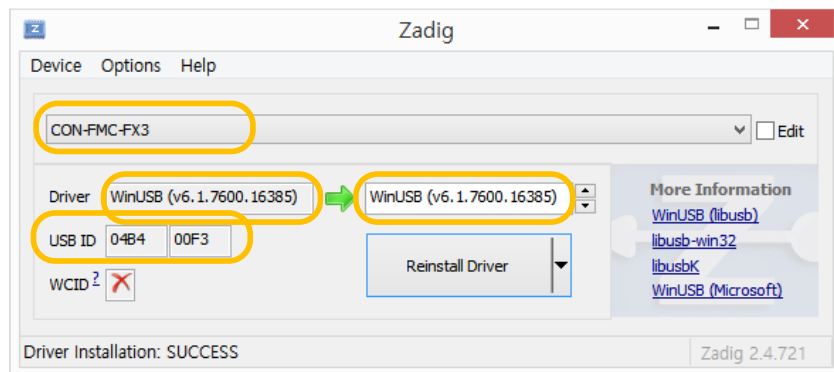 Zadig
Device Options Help
CON-FMC-FX3
Edit
Driver WinUSB (v6.1.7600.16385) WinUSB (v6.1.7600.16385)
USB ID 04B4 00F3
WCID ?
Reinstall Driver
More Information
WinUSB (libusb)
libusb-win32
libusbK
WinUSB (Microsoft)
Driver Installation: SUCCESS
Zadig 2.4.721